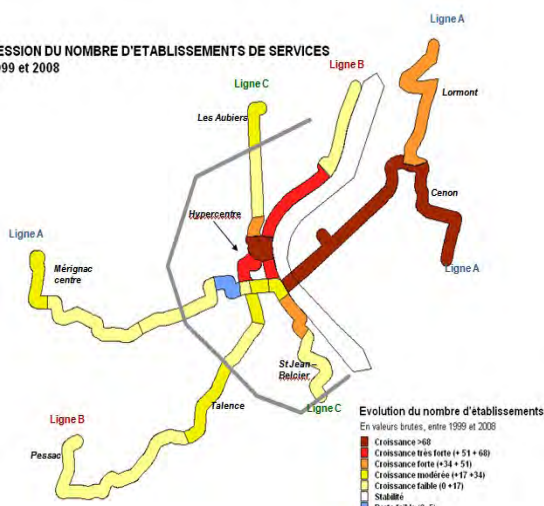 ESSION DU NOMBRE D'ETABLISSEMENTS DE SERVICES
999 et 2008
Ligne A
Ligne B
Lormont
Ligne C
Les Aubiers
Cenon
Hypercentre
Ligne A
Mérignac
centre
Ligne A
St Jean –
Belcier
Talence
Ligne C
Ligne B
Pessac
Evolution du nombre d'établissements
En valeurs brutes, entre 1999 et 2008
Croissance >68
Croissance très forte (+ 51 + 68)
Croissance forte (+34 + 51)
Croissance modérée (+17 +34)
Croissance faible (0 +17)
Stabilité